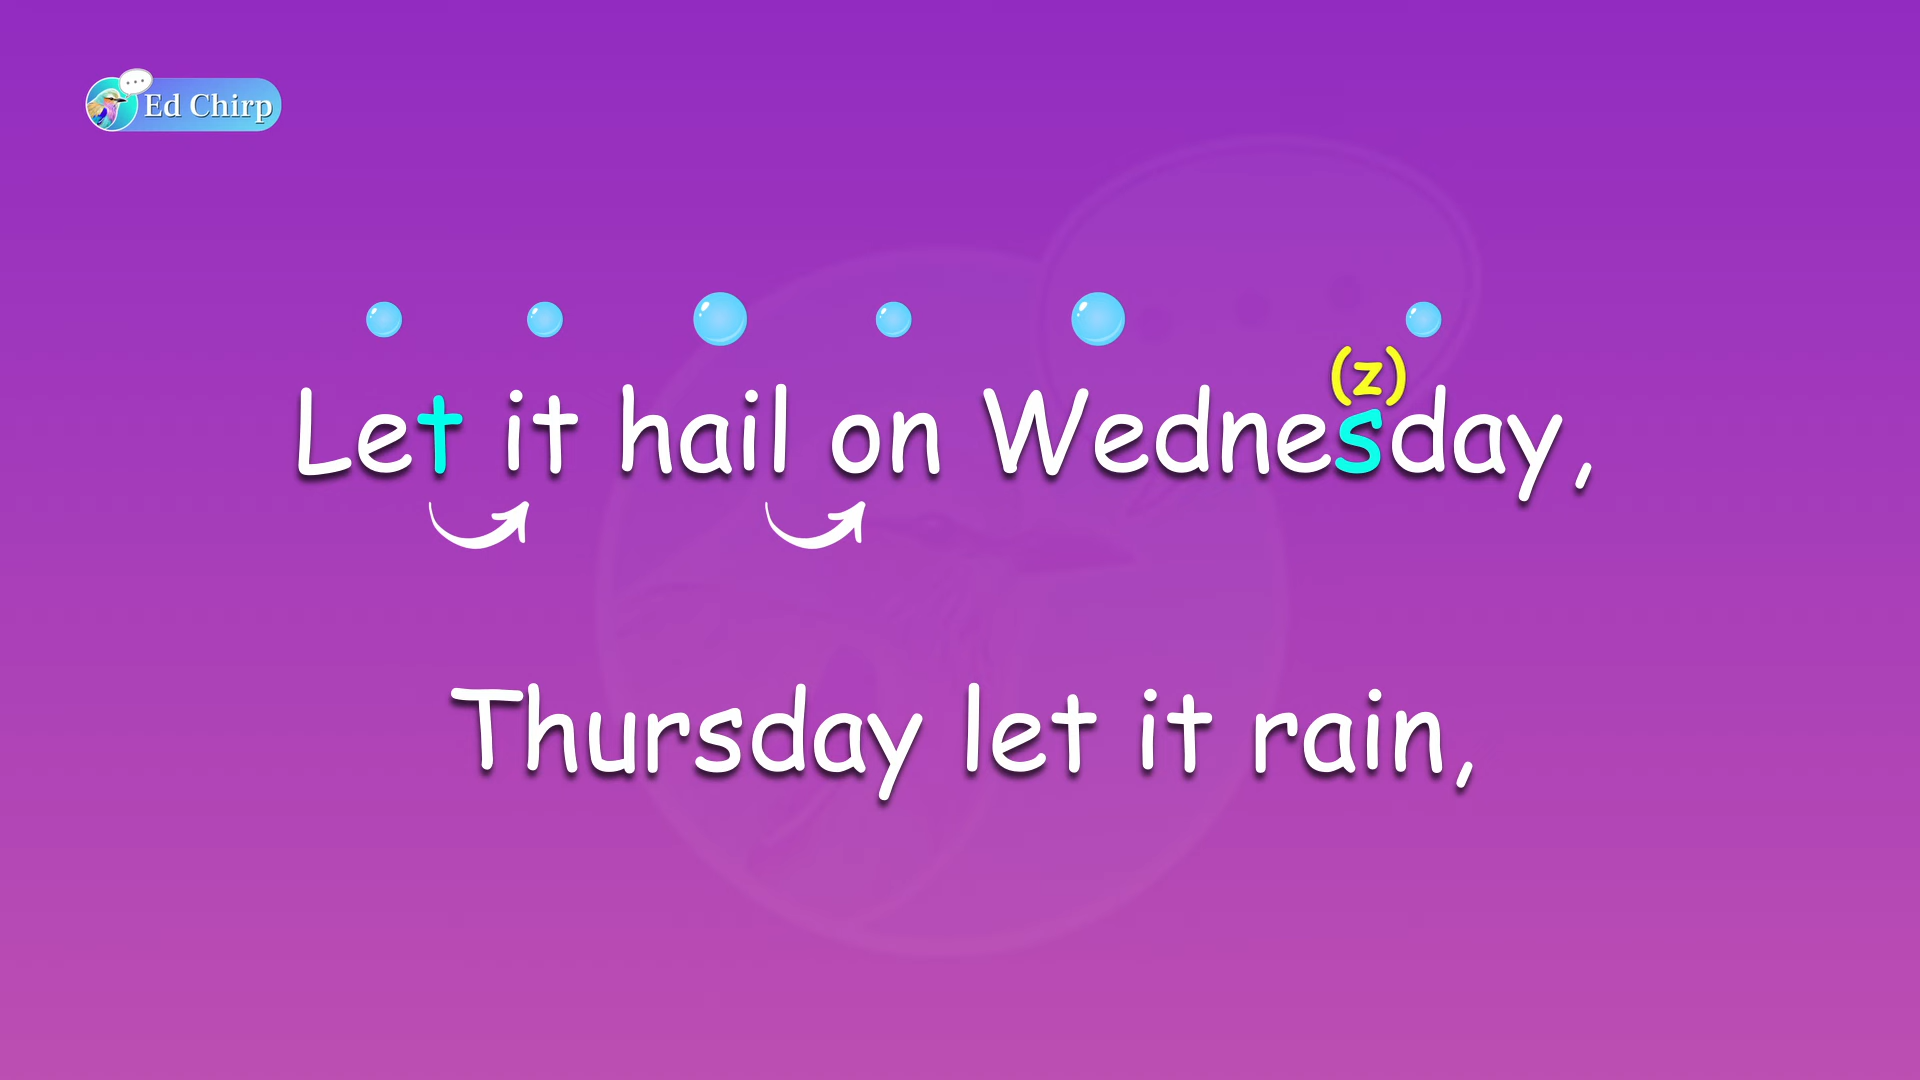 Ed Chirp
(z)
Let it hail on Wednesday,
Thursday let it rain,